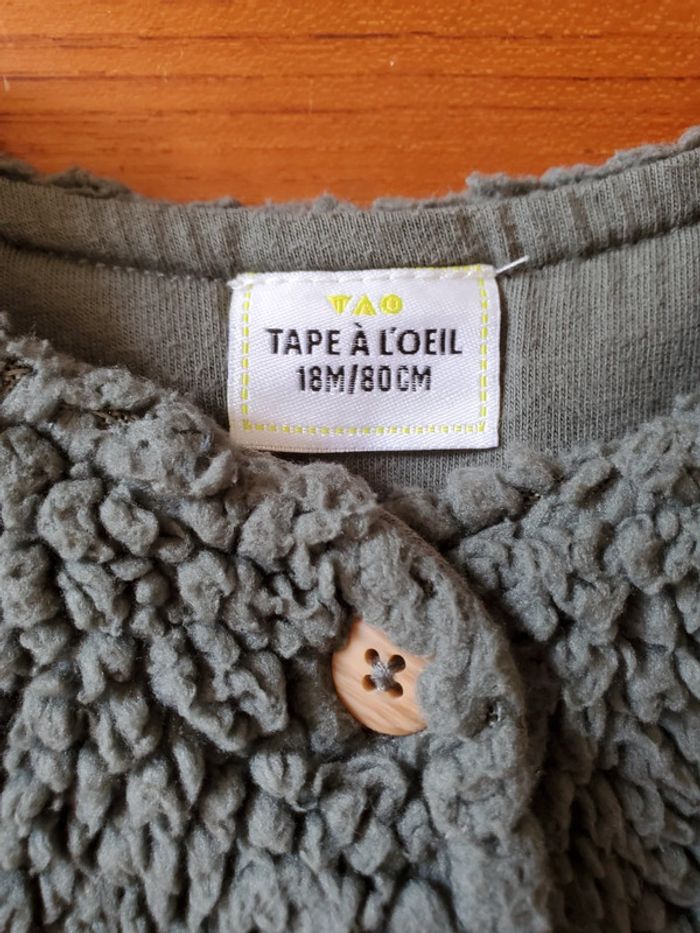 TAO
TAPE À L'OEIL
18M/80CM